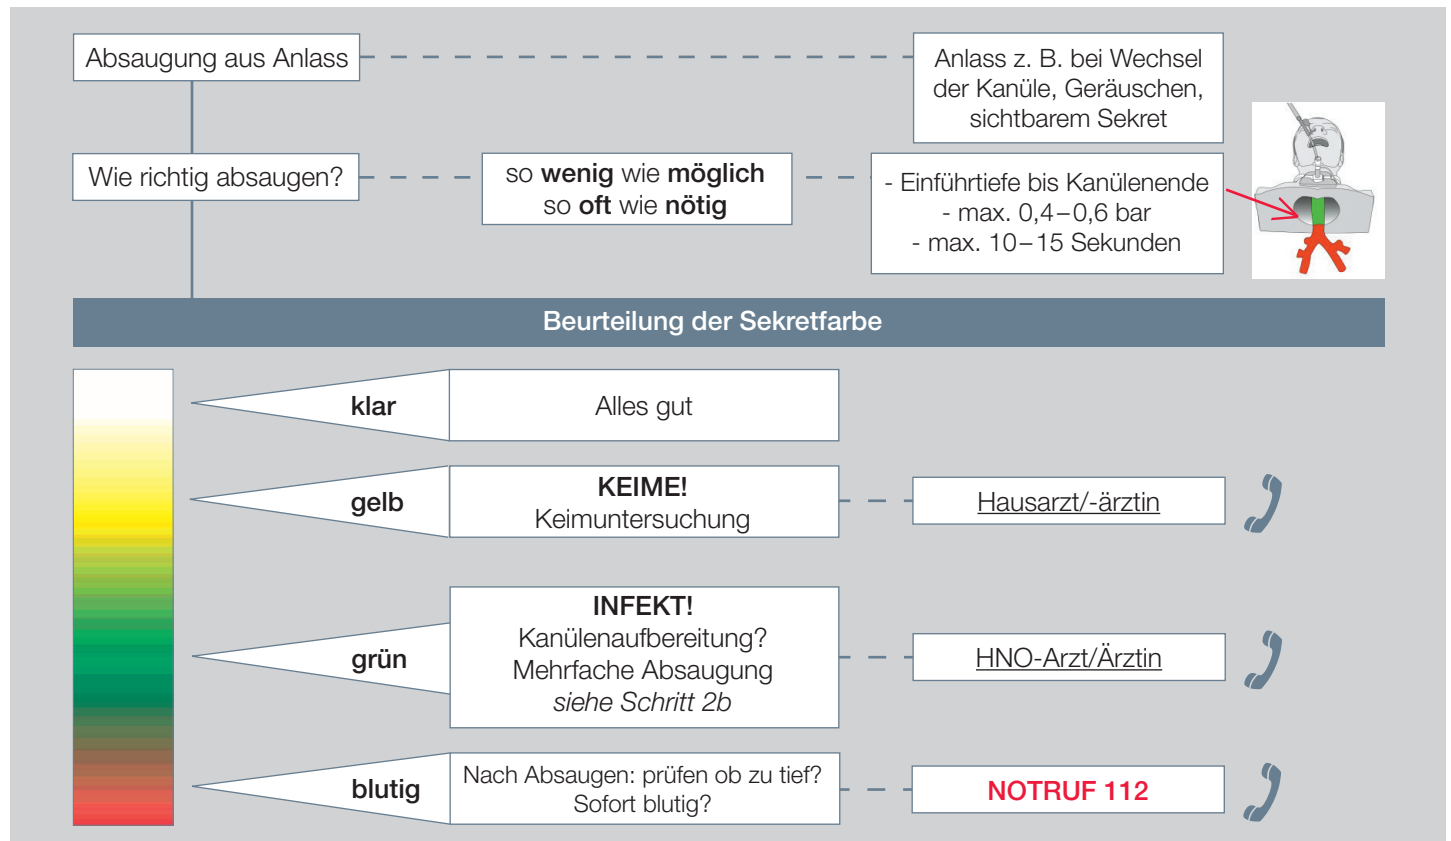 Absaugung aus Anlass
Anlass z. B. bei Wechsel
der Kanüle, Geräuschen,
sichtbarem Sekret
Wie richtig absaugen?
so wenig wie möglich
so oft wie nötig
- Einführtiefe bis Kanülenende
- max. 0,4–0,6 bar
- max. 10–15 Sekunden
Beurteilung der Sekretfarbe
klar
Alles gut
gelb
KEIME!
Keimuntersuchung
Hausarzt/-ärztin
grün
INFEKT!
Kanülenaufbereitung?
Mehrfache Absaugung
siehe Schritt 2b
HNO-Arzt/Ärztin
blutig
Nach Absaugen: prüfen ob zu tief?
Sofort blutig?
NOTRUF 112